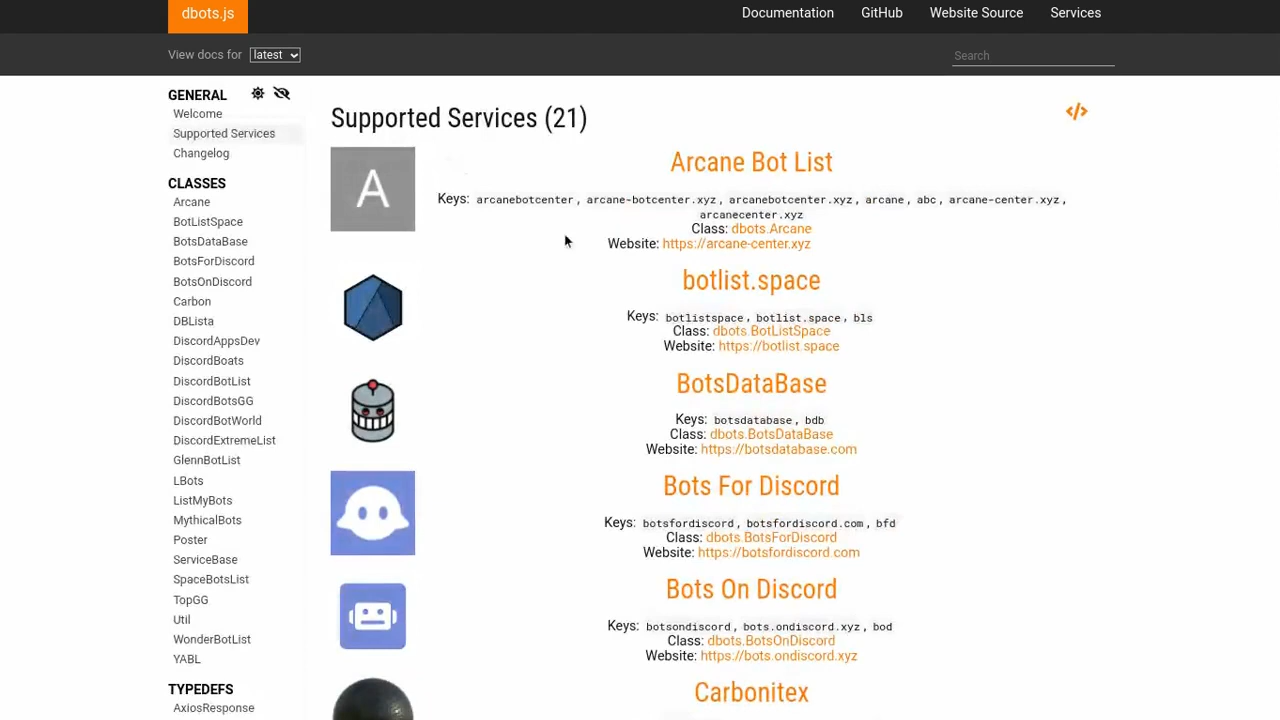 dbots.js
Documentation GitHub Website Source Services
View docs for latest Search
GENERAL
Welcome
Supported Services
Changelog
CLASSES
Arcane
BotListSpace
BotsDataBase
BotsForDiscord
BotsOnDiscord
Carbon
DBLista
DiscordAppsDev
DiscordBoats
DiscordBotList
DiscordBotsGG
DiscordBotWorld
DiscordExtremeList
GlennBotList
LBots
ListMyBots
MythicalBots
Poster
ServiceBase
SpaceBotsList
TopGG
Util
WonderBotList
YABL
TYPEDEFS
AxiosResponse
Supported Services (21)
</>
A
Arcane Bot List
Keys: arcanebotcenter, arcane-botcenter.xyz, arcanebotcenter.xyz, arcane, abc, arcane-center.xyz,
arcanecenter.xyz
Class: dbots.Arcane
Website: https://arcane-center.xyz
botlist.space
Keys: botlistspace, botlist.space, bls
Class: dbots.BotListSpace
Website: https://botlist.space
BotsDataBase
Keys: botsdatabase, bdb
Class: dbots.BotsDataBase
Website: https://botsdatabase.com
Bots For Discord
Keys: botsfordiscord, botsfordiscord.com, bfd
Class: dbots.BotsForDiscord
Website: https://botsfordiscord.com
Bots On Discord
Keys: botsondiscord, bots.ondiscord.xyz, bod
Class: dbots.BotsOnDiscord
Website: https://bots.ondiscord.xyz
Carbonitex